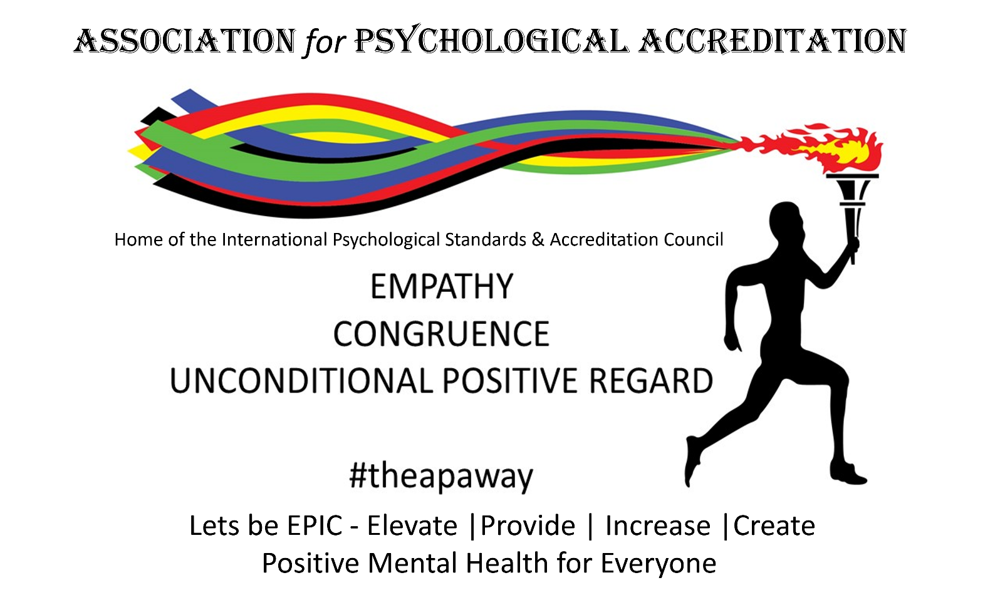 ASSOCIATION for PSYCHOLOGICAL ACCREDITATION
Home of the International Psychological Standards & Accreditation Council
EMPATHY
CONGRUENCE
UNCONDITIONAL POSITIVE REGARD
#theapaway
Lets be EPIC - Elevate |Provide | Increase |Create
Positive Mental Health for Everyone